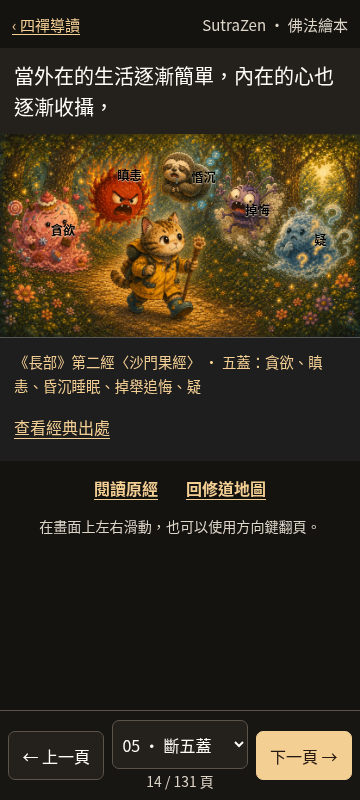 ‹ 四禪導讀
SutraZen · 佛法繪本
當外在的生活逐漸簡單，內在的心也
逐漸收攝，
瞋恚
惛沉
掉悔
貪欲
疑
《長部》第二經〈沙門果經〉 · 五蓋：貪欲、瞋
恚、昏沉睡眠、掉舉追悔、疑
查看經典出處
閱讀原經
回修道地圖
在畫面上左右滑動，也可以使用方向鍵翻頁。
← 上一頁
05 · 斷五蓋
下一頁 →
14 / 131 頁